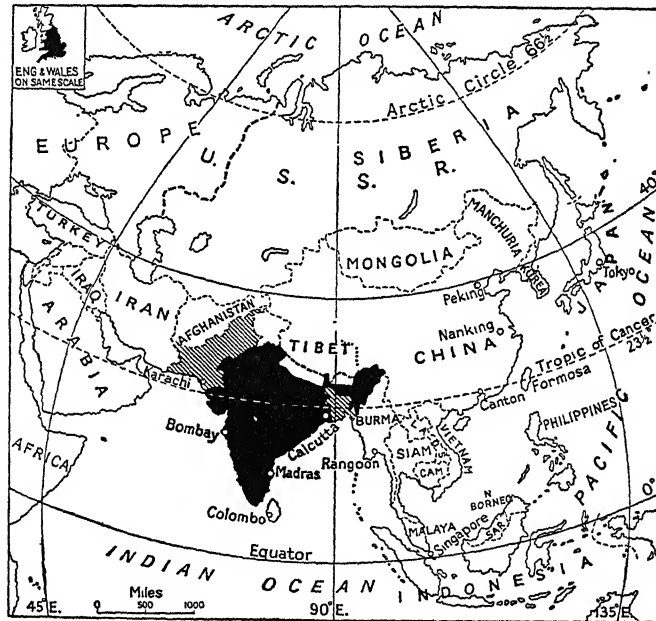 ARCTIC OCEAN
ENG & WALES
ON SAME SCALE
Arctic Circle 66½
EUROPE
U. S. S. R.
SIBERIA
TURKEY
40°
MONGOLIA
MANCHURIA
KOREA
JAPAN
Tokyo
Peking
IRAQ
IRAN
AFGHANISTAN
TIBET
Nanking
CHINA
ARABIA
Karachi
Tropic of Cancer
23½°
Canton
Formosa
Bombay
Calcutta
BURMA
SIAM
VIETNAM
CAM
PHILIPPINES
AFRICA
Madras
Rangoon
Colombo
MALAYA
Singapore
N
BORNEO
SAR
PACIFIC OCEAN
0°
Equator
INDIAN OCEAN
INDONESIA
Miles
45°E.
0 500 1000
90°E.
135°E.